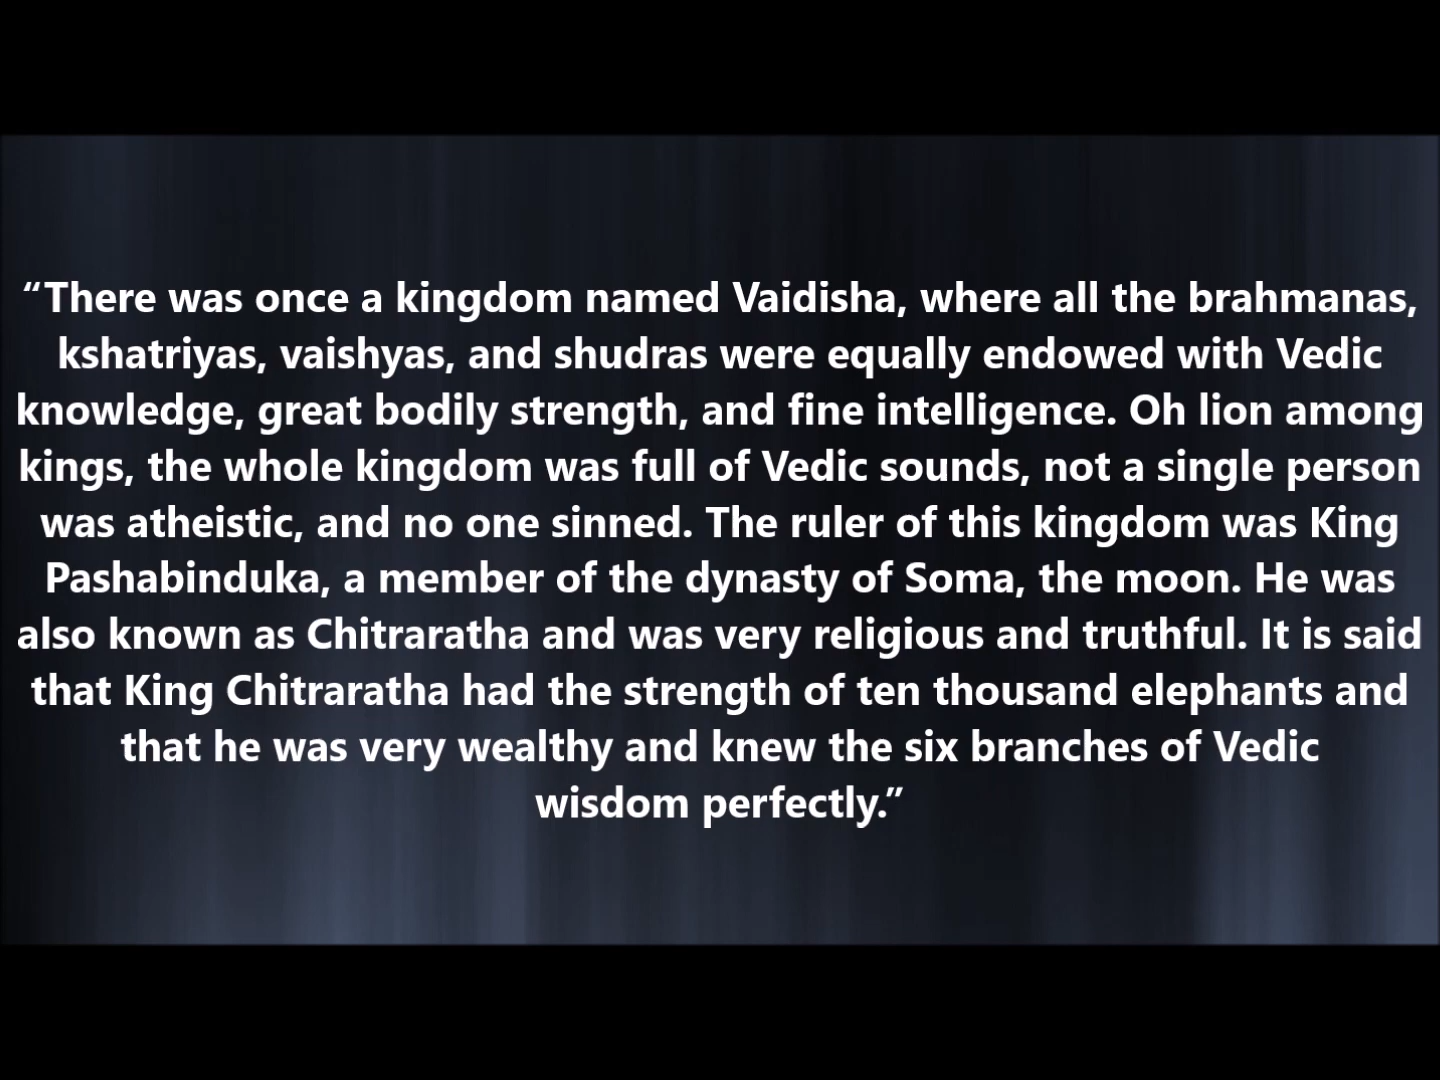 “There was once a kingdom named Vaidisha, where all the brahmanas,
kshatriyas, vaishyas, and shudras were equally endowed with Vedic
knowledge, great bodily strength, and fine intelligence. Oh lion among
kings, the whole kingdom was full of Vedic sounds, not a single person
was atheistic, and no one sinned. The ruler of this kingdom was King
Pashabinduka, a member of the dynasty of Soma, the moon. He was
also known as Chitraratha and was very religious and truthful. It is said
that King Chitraratha had the strength of ten thousand elephants and
that he was very wealthy and knew the six branches of Vedic
wisdom perfectly.”